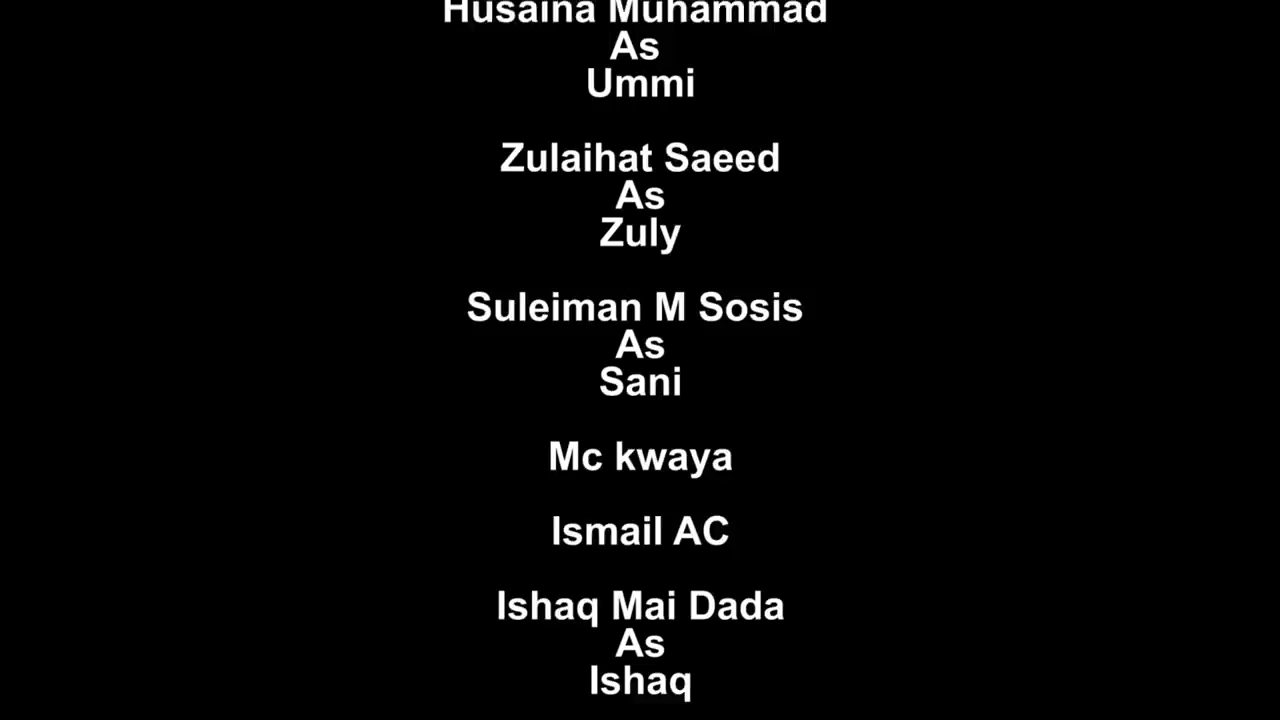 Husaina Muhammad
As
Ummi
Zulaihat Saeed
As
Zuly
Suleiman M Sosis
As
Sani
Mc kwaya
Ismail AC
Ishaq Mai Dada
As
Ishaq